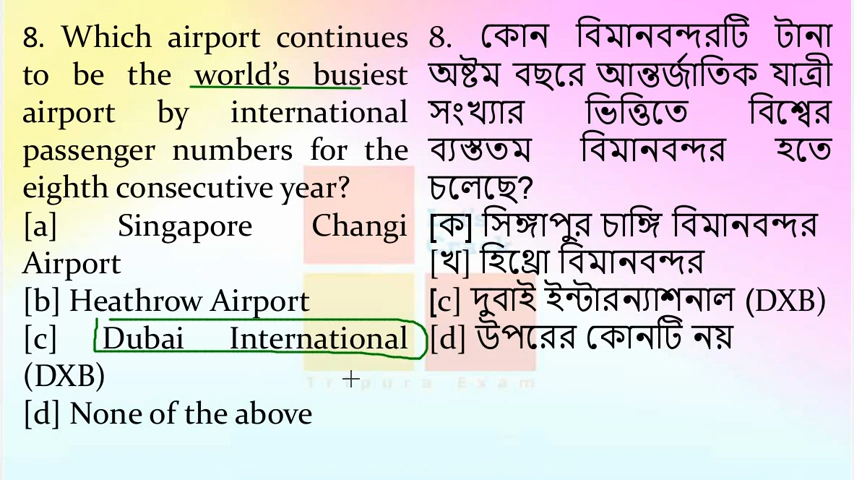 8. Which airport continues
to be the world's busiest
airport by international
passenger numbers for the
eighth consecutive year?
[a] Singapore Changi
Airport
[b] Heathrow Airport
[c] Dubai International
(DXB)
[d] None of the above
8. কোন বিমানবন্দরটি টানা
অষ্টম বছরে আন্তর্জাতিক যাত্রী
সংখ্যার ভিত্তিতে বিশ্বের
ব্যস্ততম বিমানবন্দর হতে
চলেছে?
[ক] সিঙ্গাপুর চাঙ্গি বিমানবন্দর
[খ] হিথ্রো বিমানবন্দর
[c] দুবাই ইন্টারন্যাশনাল (DXB)
[d] উপরের কোনটি নয়
Tripura Exam